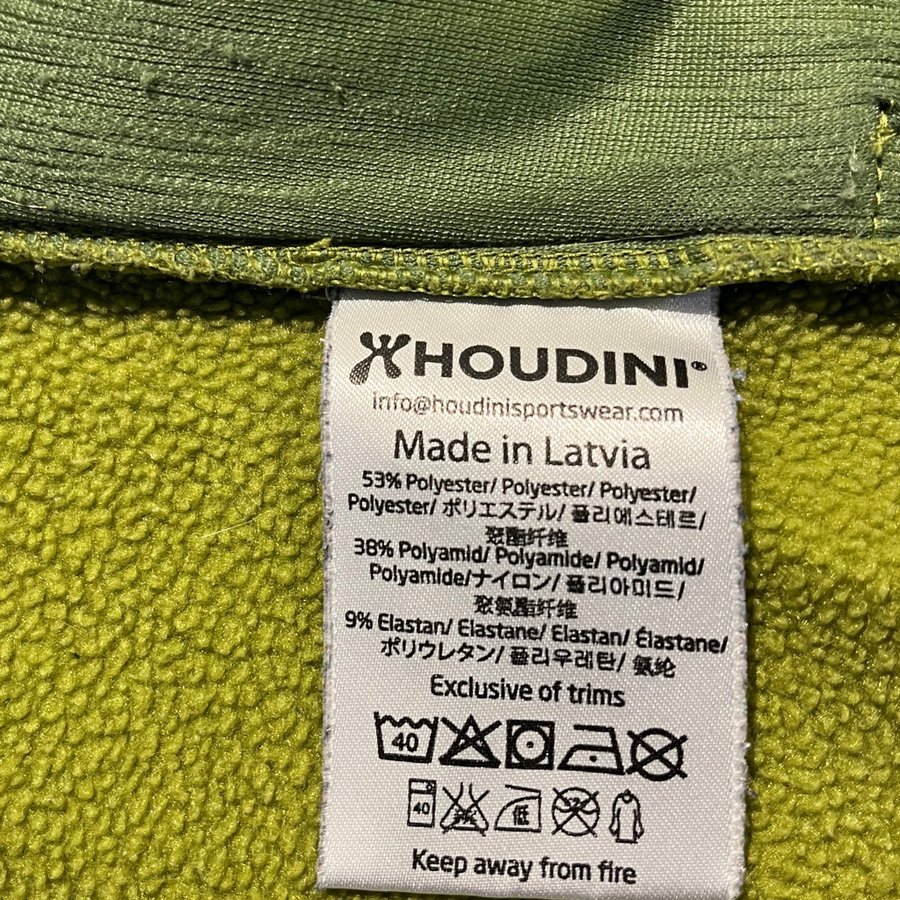 HOUDINI®
info@houdinisportswear.com
Made in Latvia
53% Polyester/ Polyester/ Polyester/
Polyester/ ポリエステル/ 폴리에스테르/
聚酯纤维
38% Polyamid/ Polyamide/ Polyamid/
Polyamide/ナイロン/ 폴리아미드/
聚氨酯纤维
9% Elastan/ Elastane/ Elastan/ Élastane/
ポリウレタン/ 폴리우레탄/ 氨纶
Exclusive of trims
40
40 低
Keep away from fire